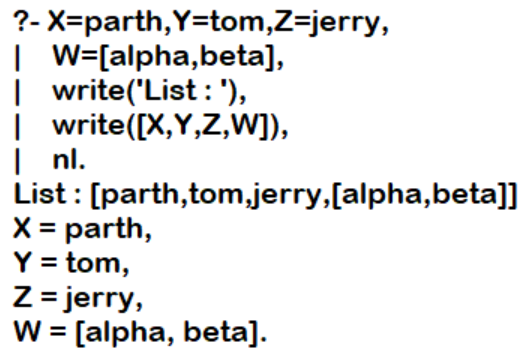 ?- X=parth,Y=tom,Z=jerry,
|    W=[alpha,beta],
|    write('List : '),
|    write([X,Y,Z,W]),
|    nl.
List : [parth,tom,jerry,[alpha,beta]]
X = parth,
Y = tom,
Z = jerry,
W = [alpha, beta].